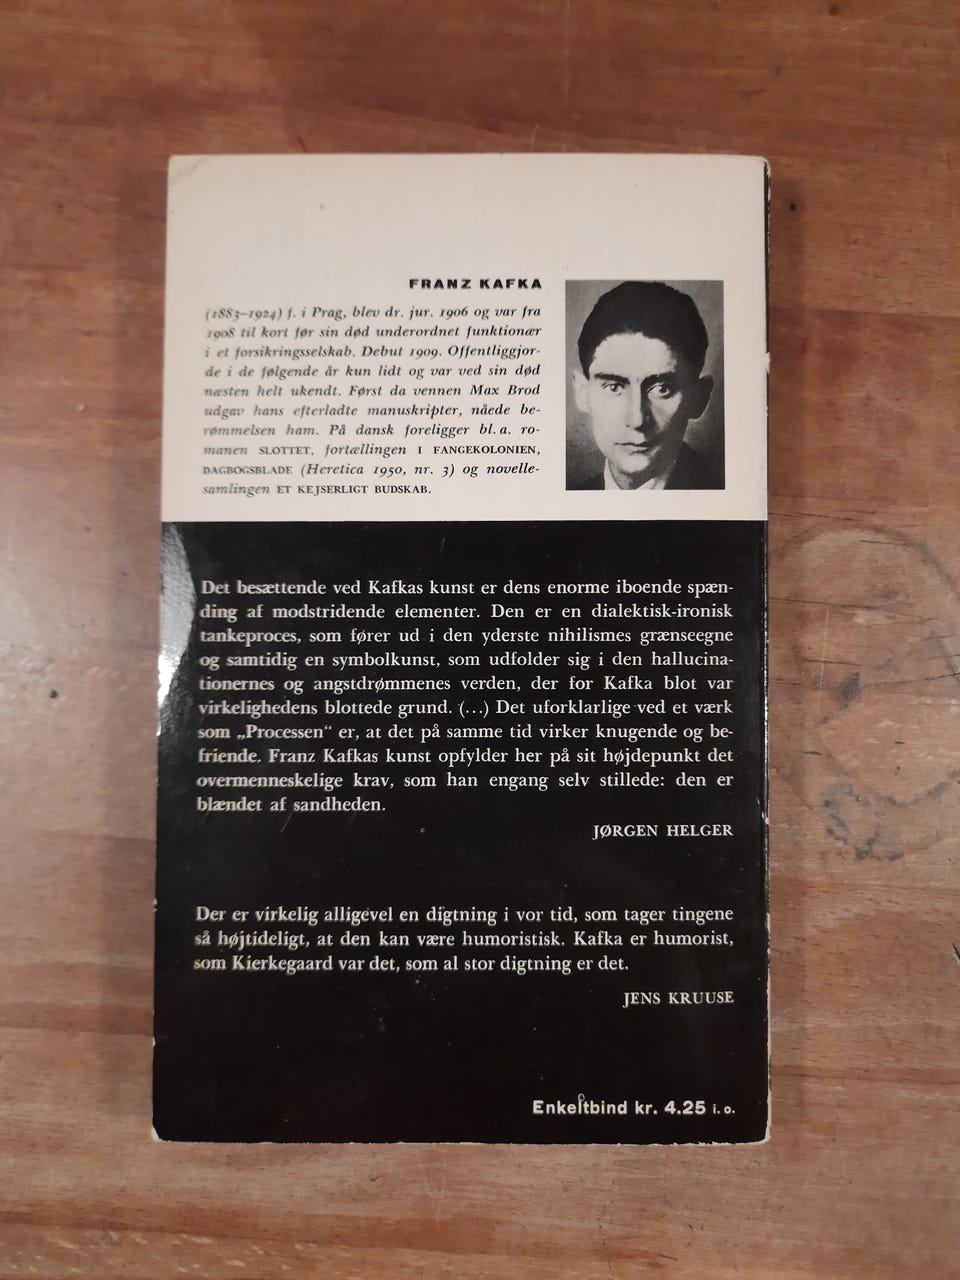 FRANZ KAFKA
(1883–1924) f. i Prag, blev dr. jur. 1906 og var fra
1908 til kort før sin død underordnet funktionær
i et forsikringsselskab. Debut 1909. Offentliggjor-
de i de følgende år kun lidt og var ved sin død
næsten helt ukendt. Først da vennen Max Brod
udgav hans efterladte manuskripter, nåede be-
rømmelsen ham. På dansk foreligger bl. a. ro-
manen SLOTTET, fortællingen I FANGEKOLONIEN,
DAGBOGSBLADE (Heretica 1950, nr. 3) og novelle-
samlingen ET KEJSERLIGT BUDSKAB.
Det besættende ved Kafkas kunst er dens enorme iboende spæn-
ding af modstridende elementer. Den er en dialektisk-ironisk
tankeproces, som fører ud i den yderste nihilismes grænseegne
og samtidig en symbolkunst, som udfolder sig i den hallucina-
tionernes og angstdrømmenes verden, der for Kafka blot var
virkelighedens blottede grund. (...) Det uforklarlige ved et værk
som „Processen“ er, at det på samme tid virker knugende og be-
friende. Franz Kafkas kunst opfylder her på sit højdepunkt det
overmenneskelige krav, som han engang selv stillede: den er
blændet af sandheden.
JØRGEN HELGER
Der er virkelig alligevel en digtning i vor tid, som tager tingene
så højtideligt, at den kan være humoristisk. Kafka er humorist,
som Kierkegaard var det, som al stor digtning er det.
JENS KRUUSE
Enkeltbind kr. 4.25 i. o.